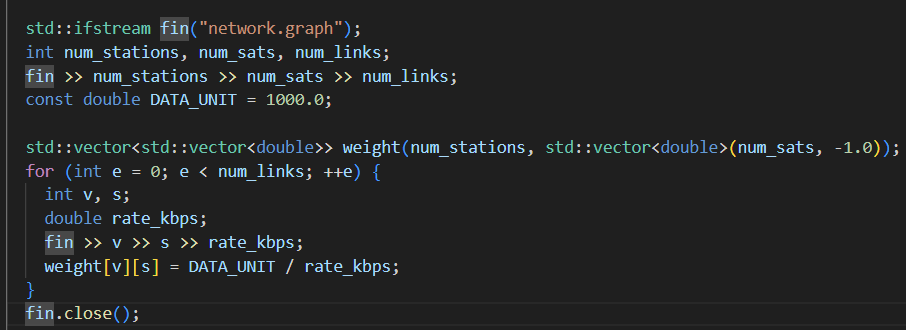 std::ifstream fin("network.graph");
int num_stations, num_sats, num_links;
fin >> num_stations >> num_sats >> num_links;
const double DATA_UNIT = 1000.0;
std::vector<std::vector<double>> weight(num_stations, std::vector<double>(num_sats, -1.0));
for (int e = 0; e < num_links; ++e) {
int v, s;
double rate_kbps;
fin >> v >> s >> rate_kbps;
weight[v][s] = DATA_UNIT / rate_kbps;
}
fin.close();